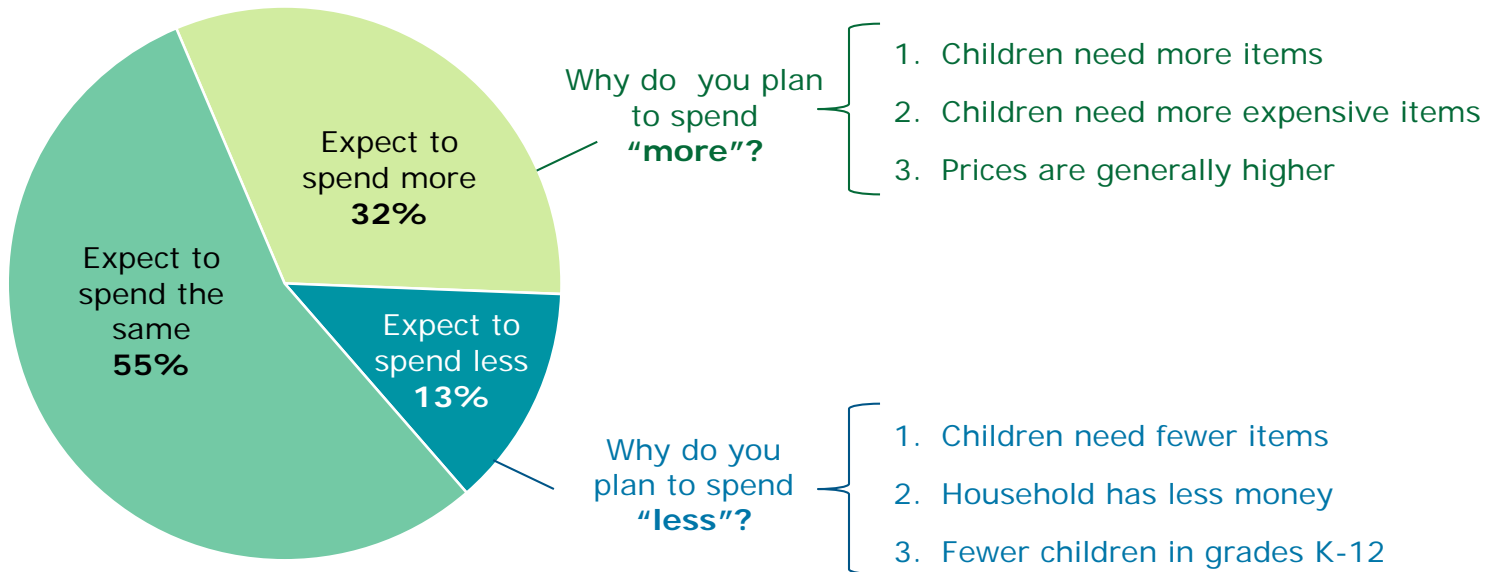 Expect to
spend more
32%
Expect to
spend the
same
55%
Expect to
spend less
13%
Why do you plan
to spend
“more”?
1. Children need more items
2. Children need more expensive items
3. Prices are generally higher
Why do you
plan to spend
“less”?
1. Children need fewer items
2. Household has less money
3. Fewer children in grades K-12